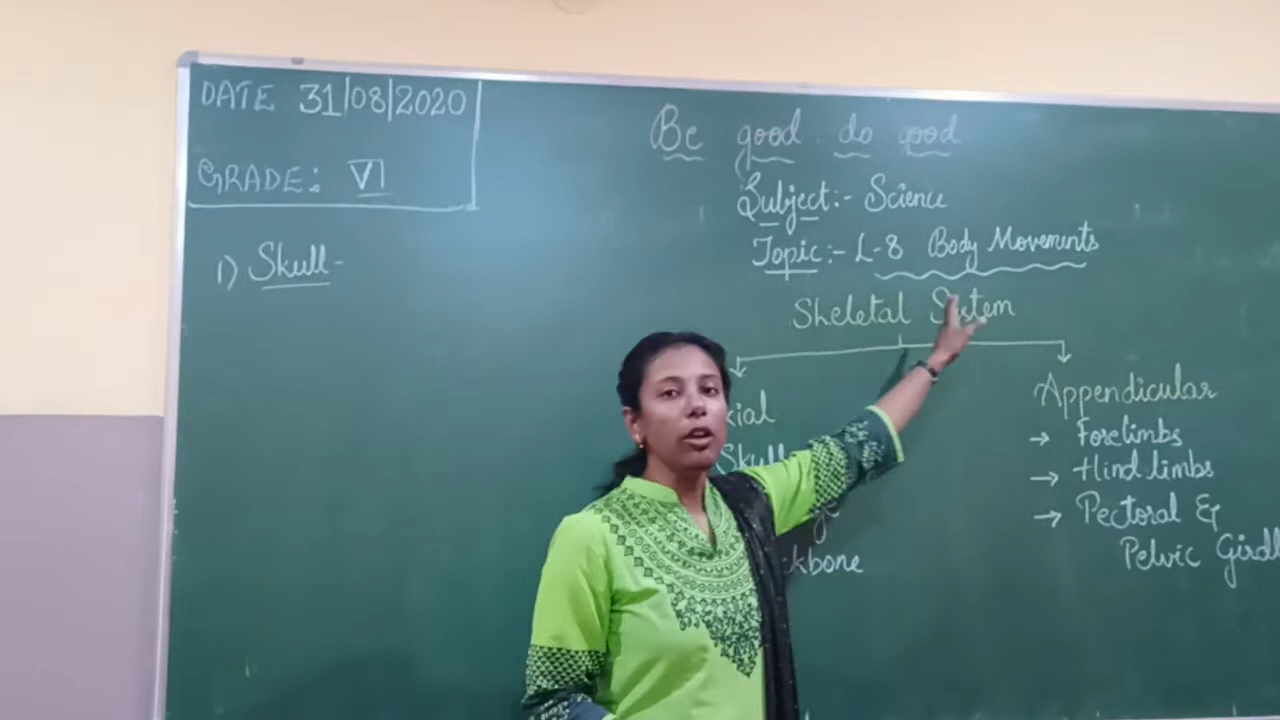 DATE 31/08/2020
GRADE: VI
Be good do good
Subject:- Science
Topic:- L-8 Body Movements
1) Skull-
Skeletal System
xial
Skull
ckbone
Appendicular
→ Forelimbs
→ Hind limbs
→ Pectoral &
Pelvic Girdl